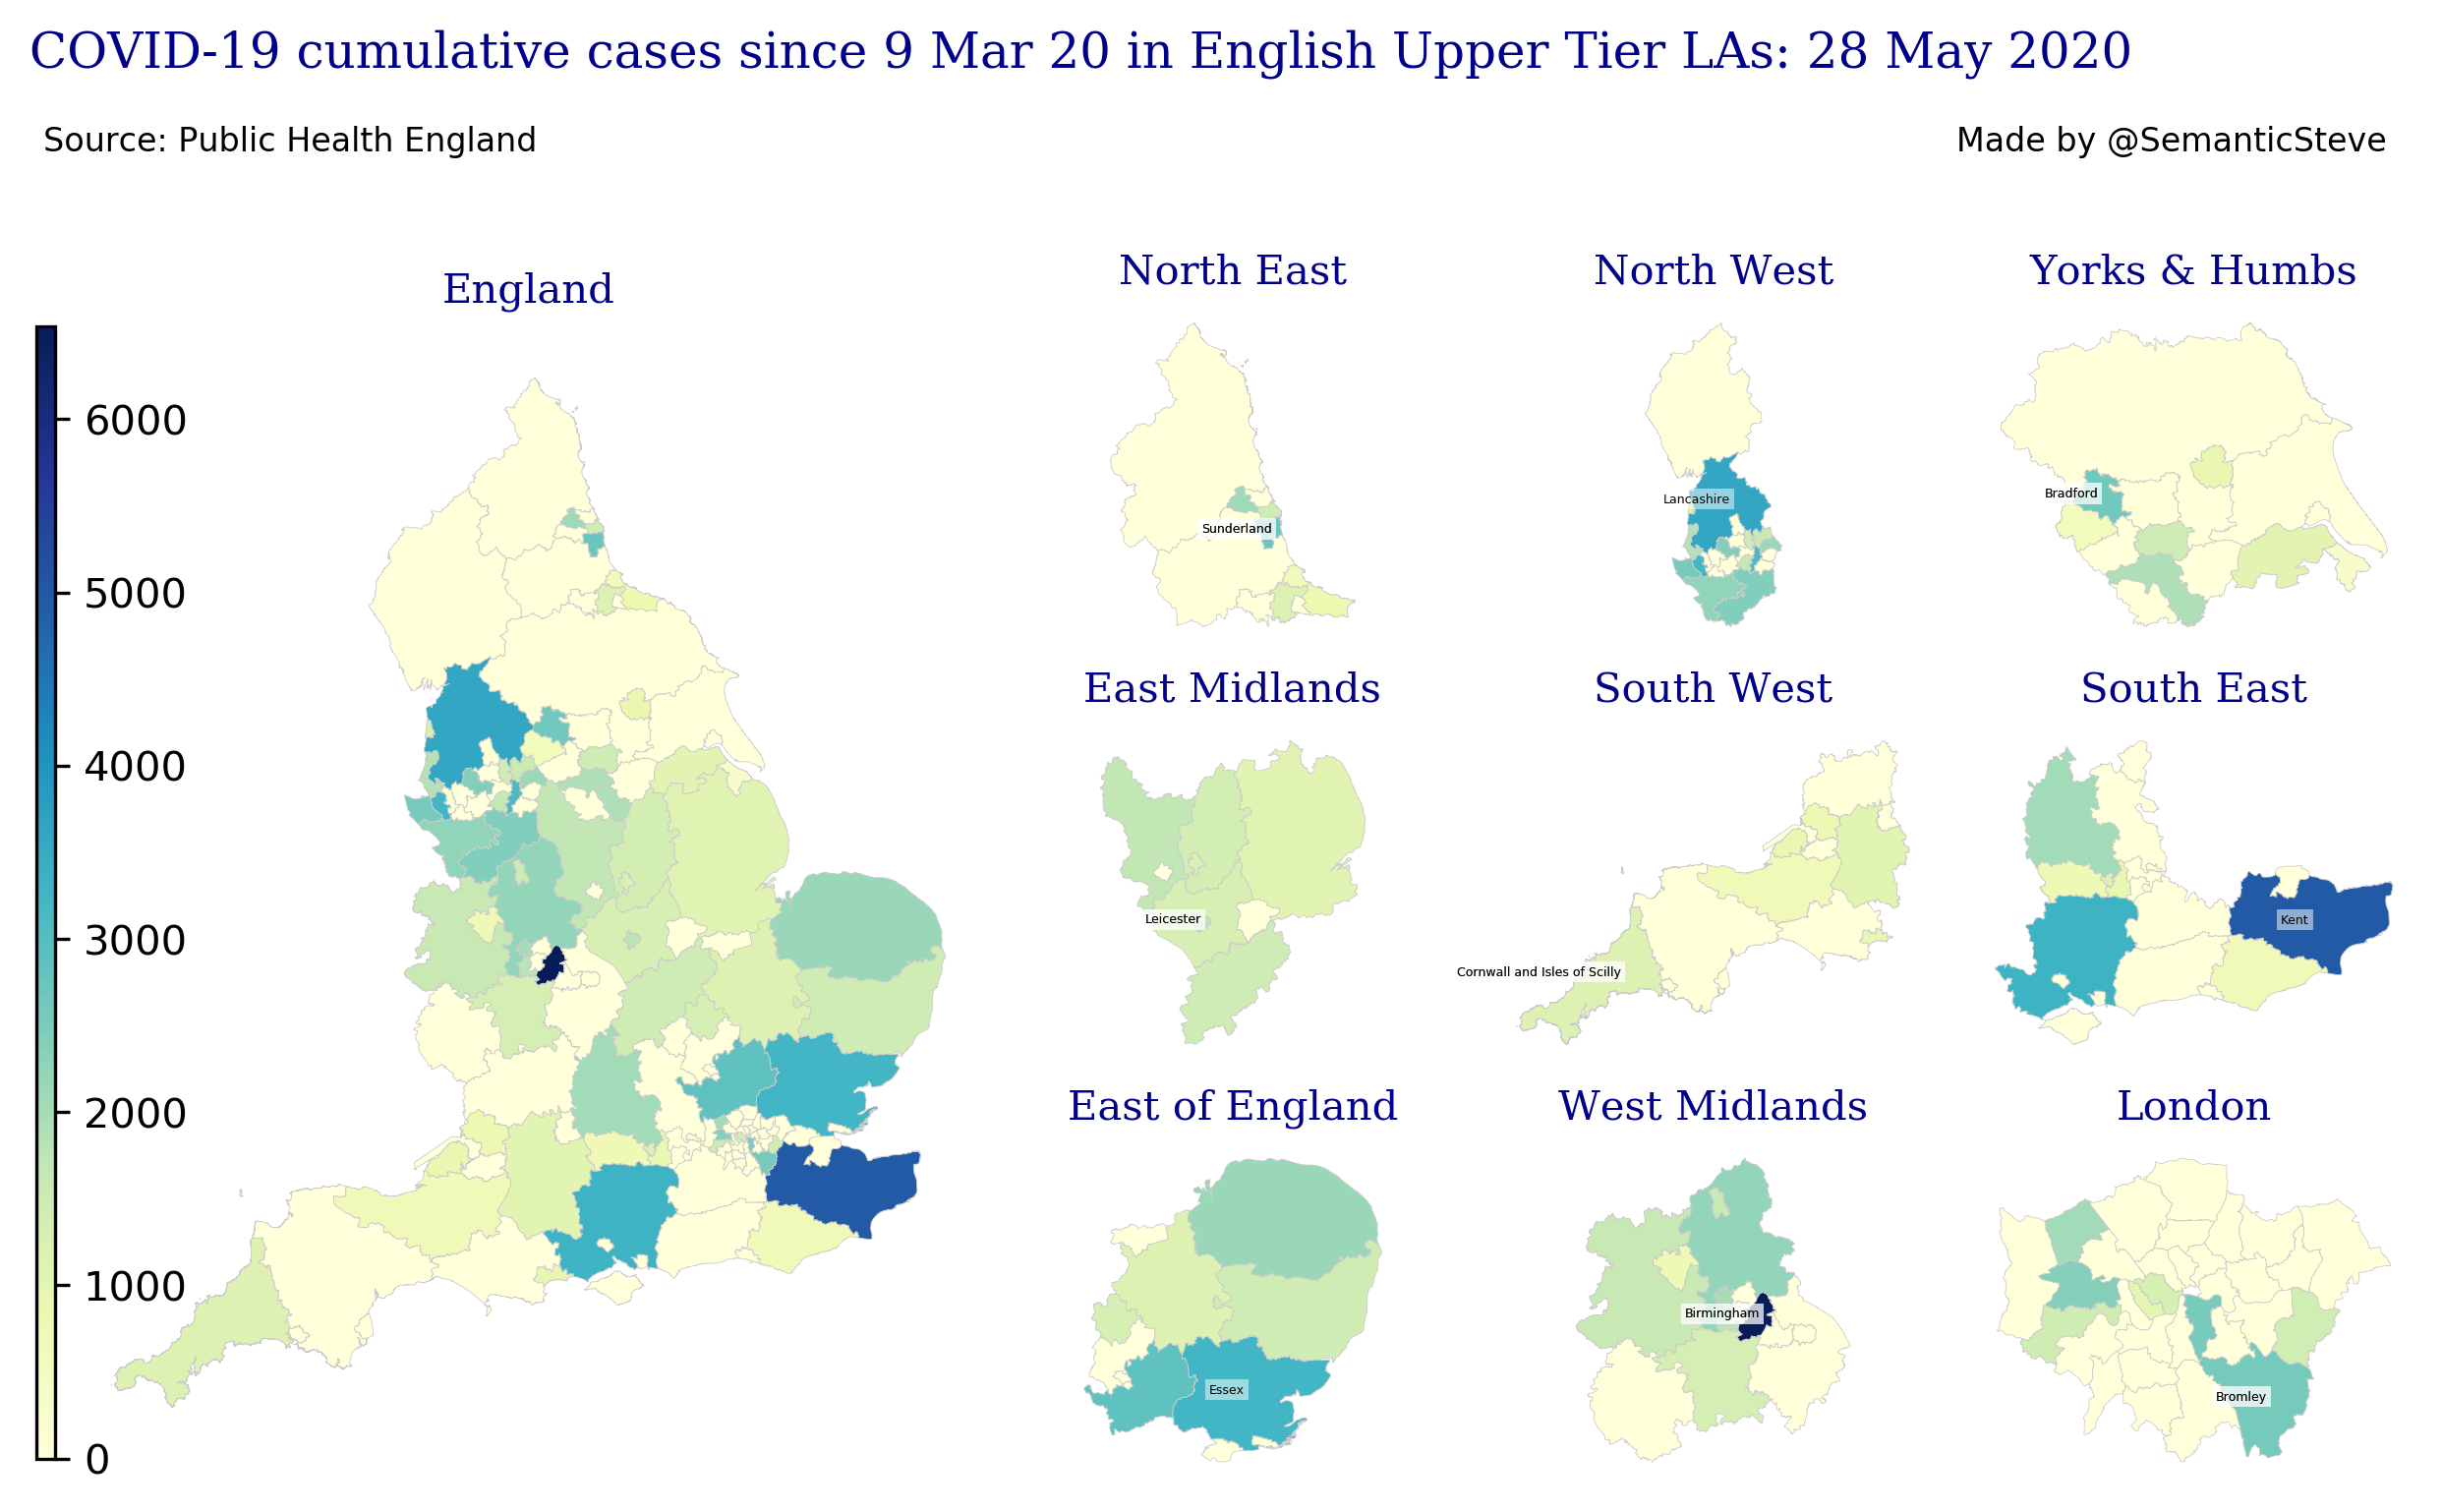 COVID-19 cumulative cases since 9 Mar 20 in English Upper Tier LAs: 28 May 2020
Source: Public Health England
Made by @SemanticSteve
England
North East
North West
Yorks & Humbs
6000
5000
4000
3000
2000
1000
0
Sunderland
Lancashire
Bradford
East Midlands
South West
South East
Leicester
Cornwall and Isles of Scilly
Kent
East of England
West Midlands
London
Essex
Birmingham
Bromley